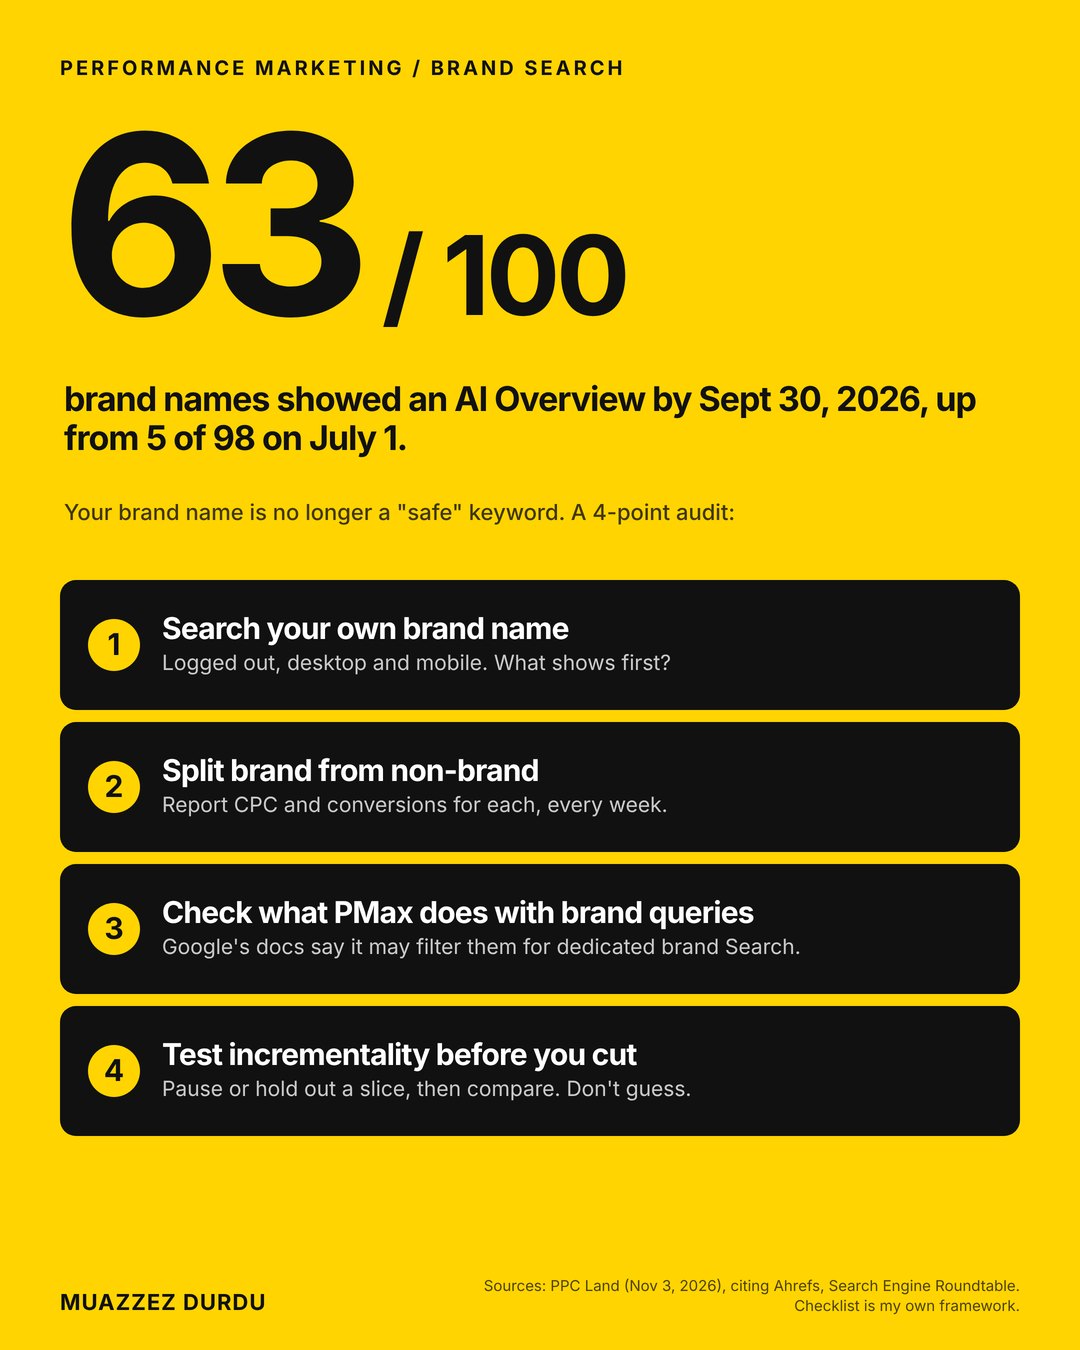 PERFORMANCE MARKETING / BRAND SEARCH
63 / 100
brand names showed an AI Overview by Sept 30, 2026, up
from 5 of 98 on July 1.
Your brand name is no longer a "safe" keyword. A 4-point audit:
1
Search your own brand name
Logged out, desktop and mobile. What shows first?
2
Split brand from non-brand
Report CPC and conversions for each, every week.
3
Check what PMax does with brand queries
Google's docs say it may filter them for dedicated brand Search.
4
Test incrementality before you cut
Pause or hold out a slice, then compare. Don't guess.
MUAZZEZ DURDU
Sources: PPC Land (Nov 3, 2026), citing Ahrefs, Search Engine Roundtable.
Checklist is my own framework.